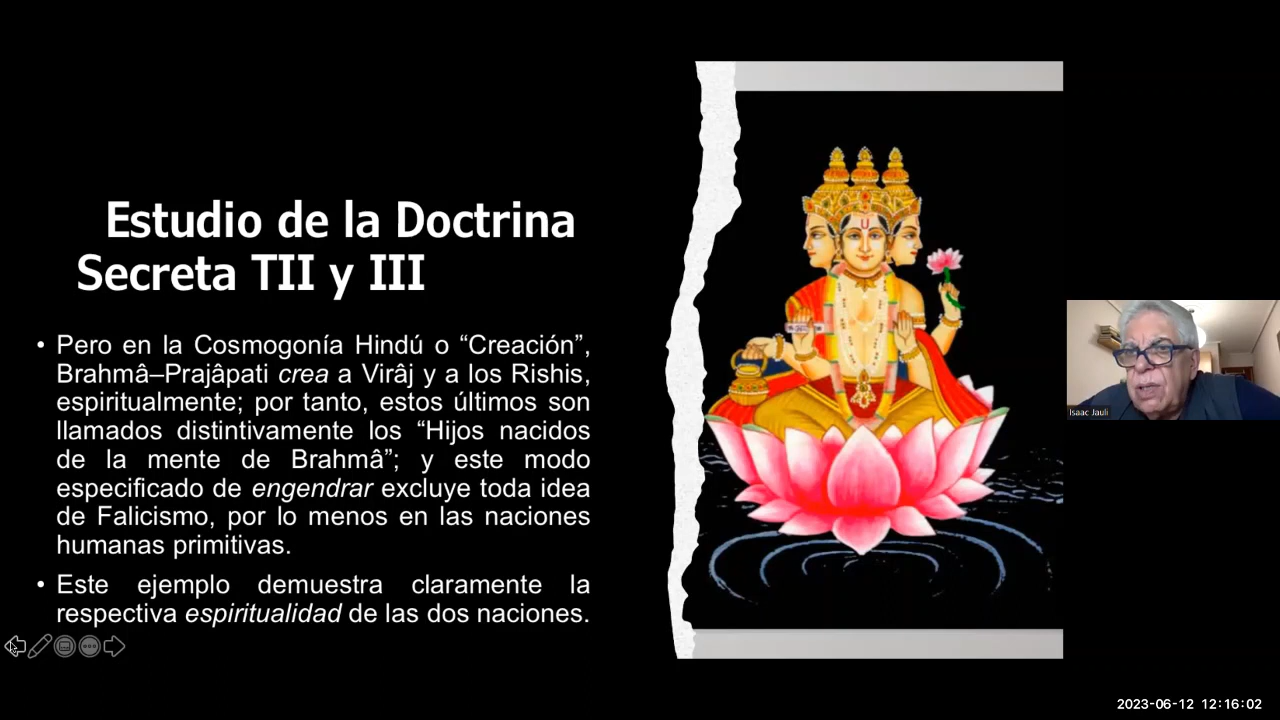 Estudio de la Doctrina
Secreta TII y III
• Pero en la Cosmogonía Hindú o “Creación”,
Brahmâ–Prajâpati crea a Virâj y a los Rishis,
espiritualmente; por tanto, estos últimos son
llamados distintivamente los “Hijos nacidos
de la mente de Brahmâ”; y este modo
especificado de engendrar excluye toda idea
de Falicismo, por lo menos en las naciones
humanas primitivas.
• Este ejemplo demuestra claramente la
respectiva espiritualidad de las dos naciones.
Isaac Jauli
2023-06-12 12:16:02